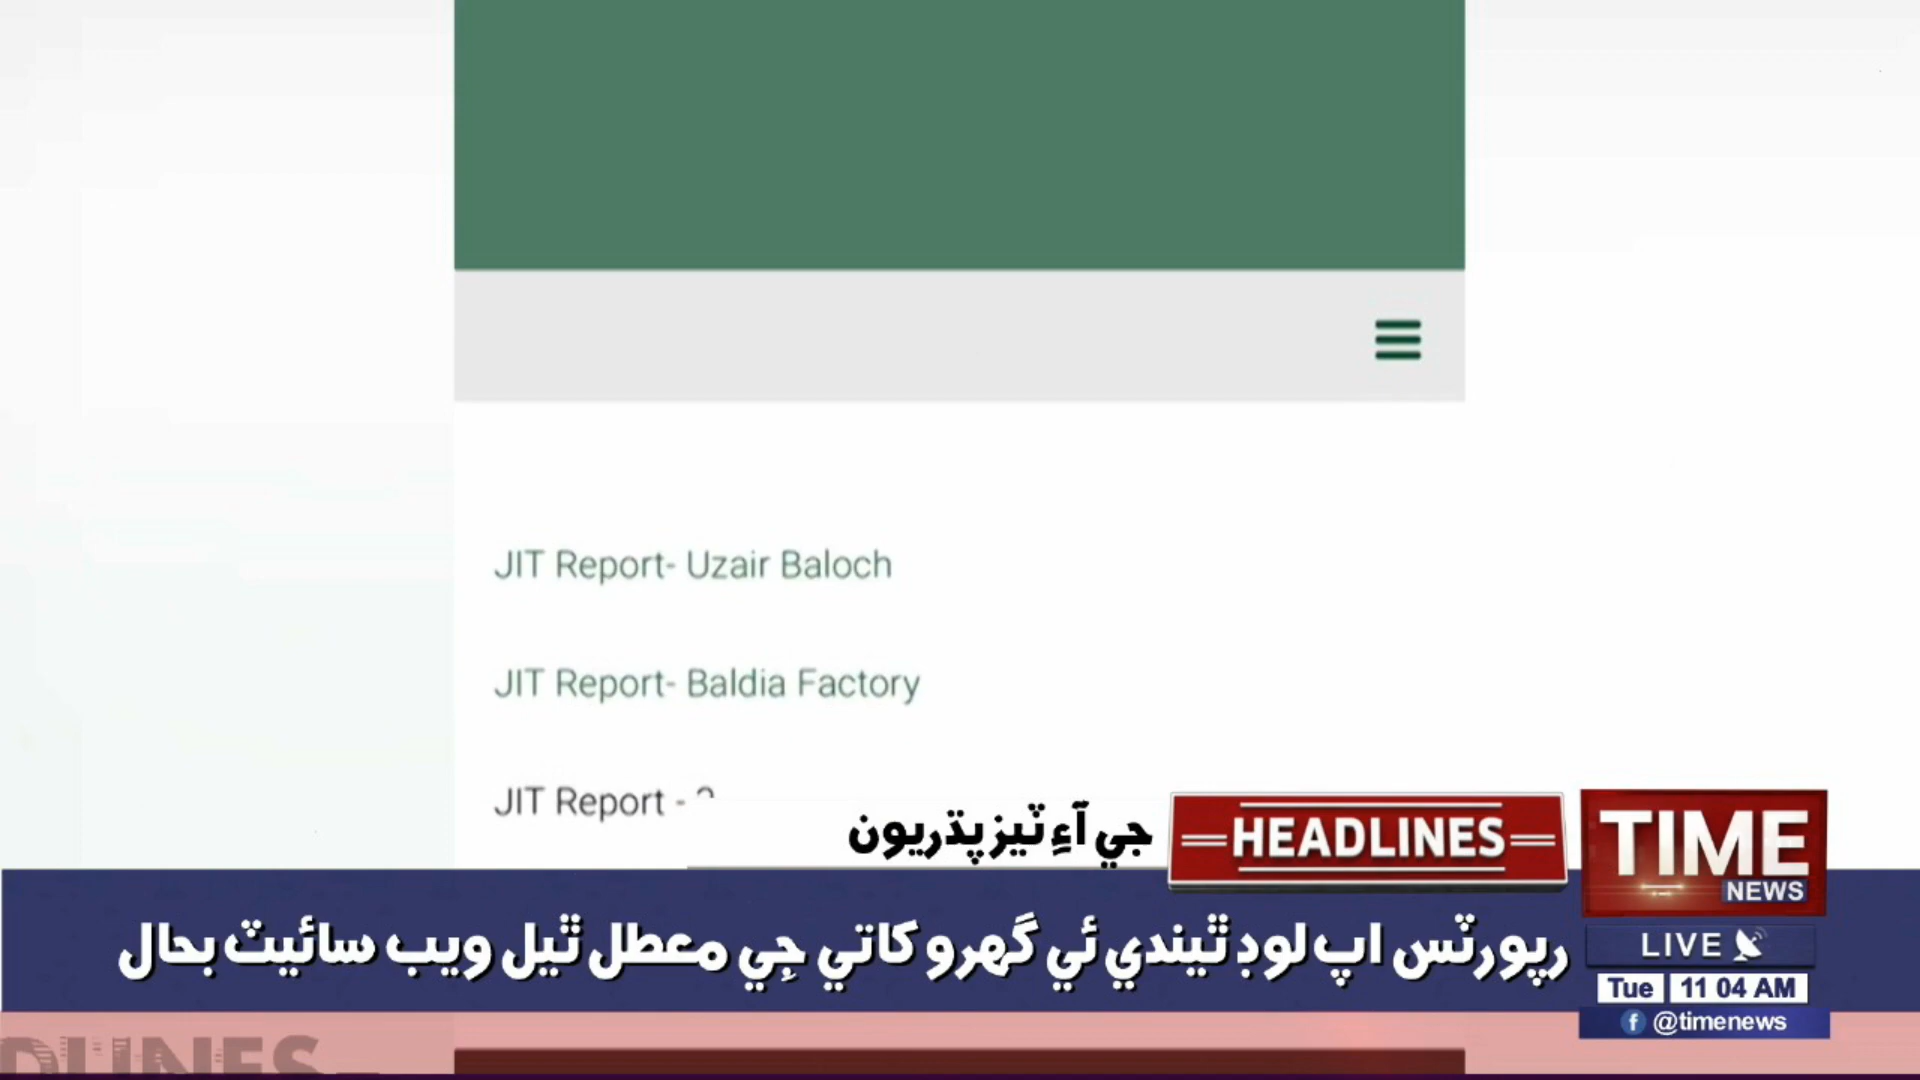 JIT Report- Uzair Baloch
JIT Report- Baldia Factory
JIT Report -
جي آءِ ٽيز پڌريون
HEADLINES
TIME
NEWS
رپورٽس اپ لوڊ ٿيندي ئي گهرو کاتي جِي معطل ٿيل ويب سائيٽ بحال
LIVE
Tue 11 04 AM
@timenews